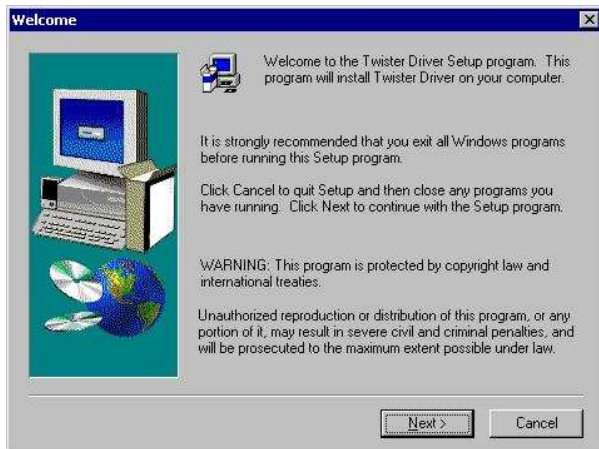 Welcome
Welcome to the Twister Driver Setup program. This
program will install Twister Driver on your computer.
It is strongly recommended that you exit all Windows programs
before running this Setup program.
Click Cancel to quit Setup and then close any programs you
have running. Click Next to continue with the Setup program.
WARNING: This program is protected by copyright law and
international treaties.
Unauthorized reproduction or distribution of this program, or any
portion of it, may result in severe civil and criminal penalties, and
will be prosecuted to the maximum extent possible under law.
Next >
Cancel